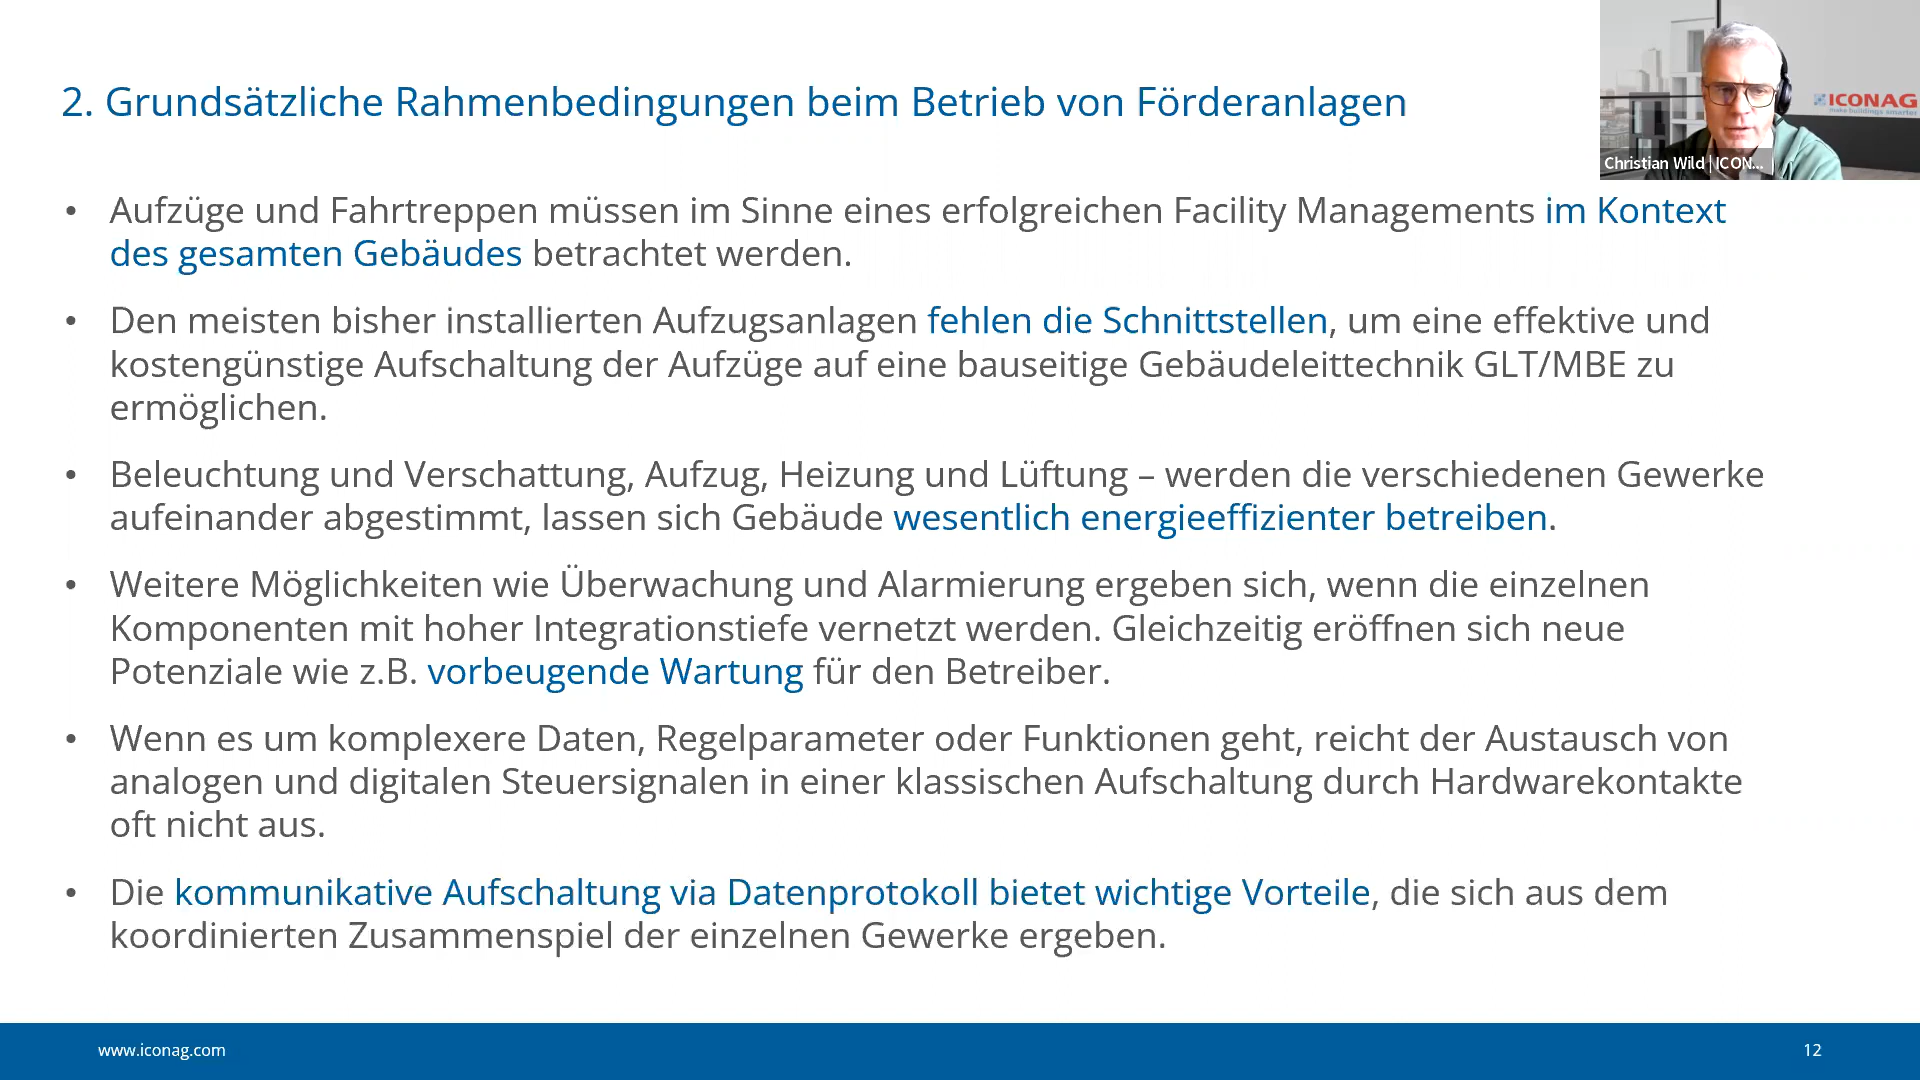 2. Grundsätzliche Rahmenbedingungen beim Betrieb von Förderanlagen
ICONAG
make buildings smarter
Christian Wild | ICON...
• Aufzüge und Fahrtreppen müssen im Sinne eines erfolgreichen Facility Managements im Kontext
des gesamten Gebäudes betrachtet werden.
• Den meisten bisher installierten Aufzugsanlagen fehlen die Schnittstellen, um eine effektive und
kostengünstige Aufschaltung der Aufzüge auf eine bauseitige Gebäudeleittechnik GLT/MBE zu
ermöglichen.
• Beleuchtung und Verschattung, Aufzug, Heizung und Lüftung – werden die verschiedenen Gewerke
aufeinander abgestimmt, lassen sich Gebäude wesentlich energieeffizienter betreiben.
• Weitere Möglichkeiten wie Überwachung und Alarmierung ergeben sich, wenn die einzelnen
Komponenten mit hoher Integrationstiefe vernetzt werden. Gleichzeitig eröffnen sich neue
Potenziale wie z.B. vorbeugende Wartung für den Betreiber.
• Wenn es um komplexere Daten, Regelparameter oder Funktionen geht, reicht der Austausch von
analogen und digitalen Steuersignalen in einer klassischen Aufschaltung durch Hardwarekontakte
oft nicht aus.
• Die kommunikative Aufschaltung via Datenprotokoll bietet wichtige Vorteile, die sich aus dem
koordinierten Zusammenspiel der einzelnen Gewerke ergeben.
www.iconag.com
12